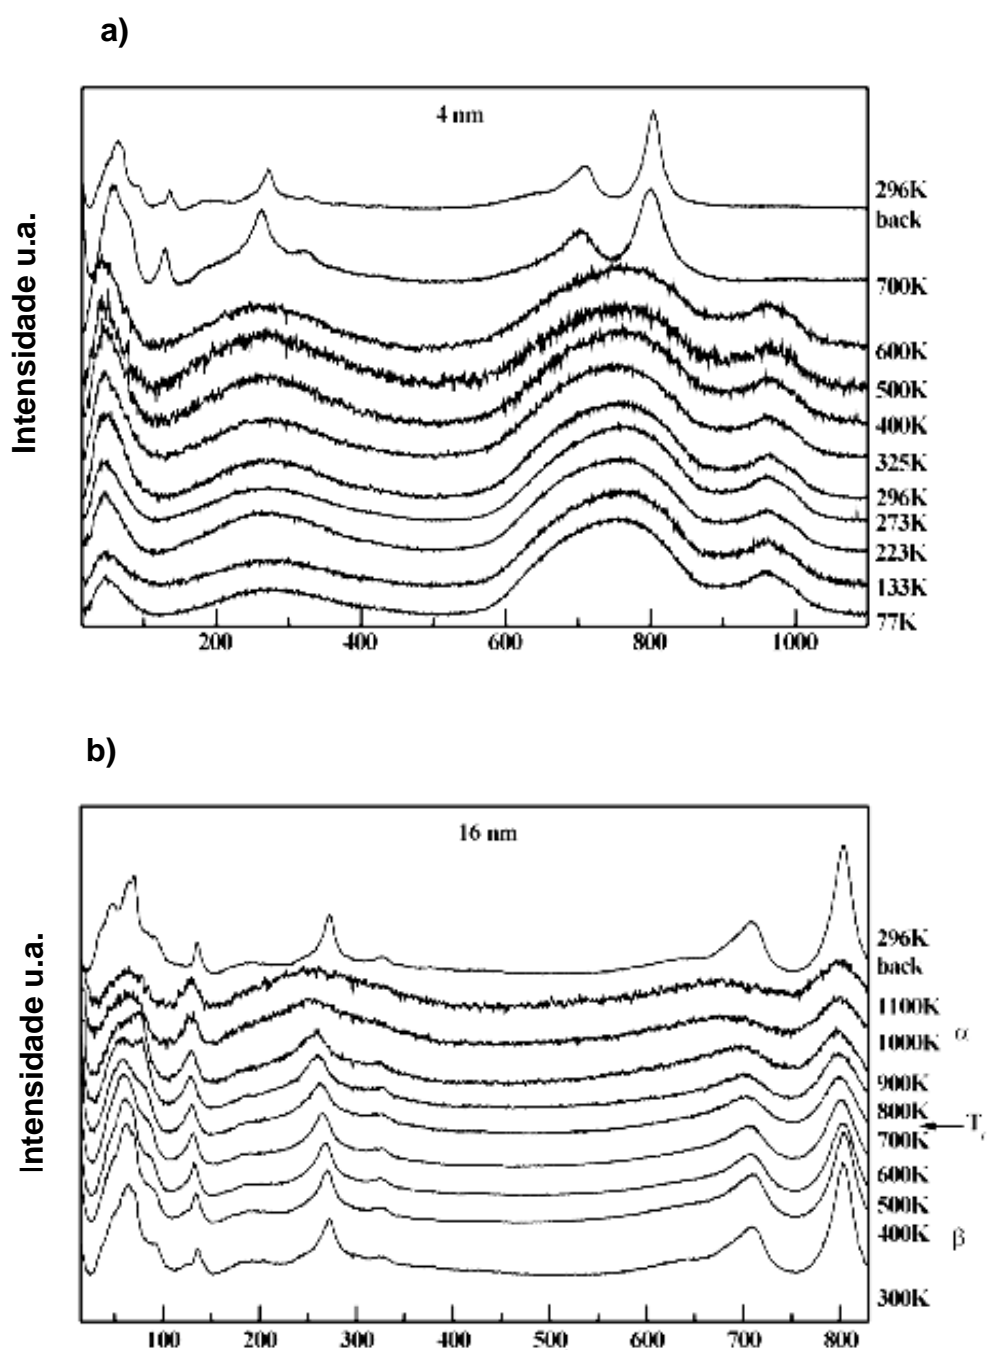 a)
Intensidade u.a.
4 nm
296K
back
700K
600K
500K
400K
325K
296K
273K
223K
133K
77K
200 400 600 800 1000
b)
Intensidade u.a.
16 nm
296K
back
1100K
1000K
α
900K
800K
700K
600K
500K
400K
β
300K
100 200 300 400 500 600 700 800